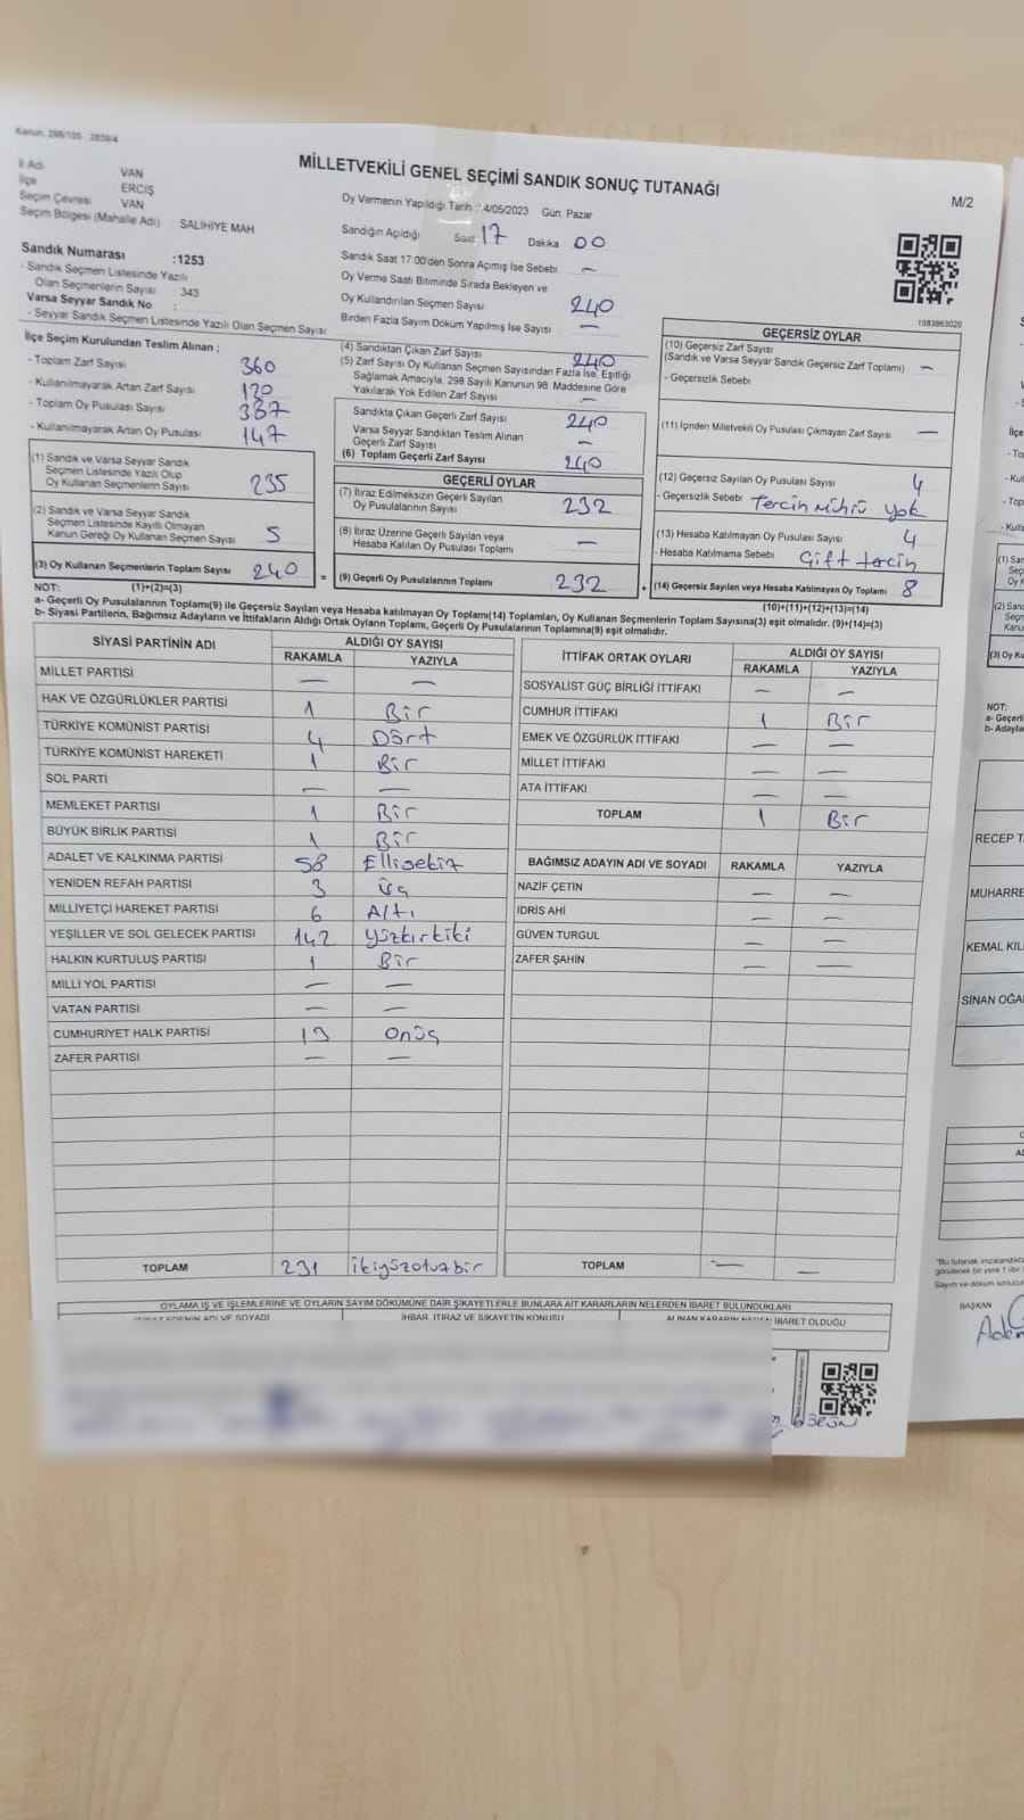 Kanun: 298/105 2839/4
MİLLETVEKİLİ GENEL SEÇİMİ SANDIK SONUÇ TUTANAĞI
M/2
İl Adı VAN
İlçe ERCİŞ
Seçim Çevresi VAN
Seçim Bölgesi (Mahalle Adı) SALİHİYE MAH
Oy Vermenin Yapıldığı Tarih : 4/05/2023 Gün: Pazar
Sandığın Açıldığı Saat 17 Dakika 00
Sandık Saat 17:00'den Sonra Açımış İse Sebebi –
Oy Verme Saati Bitiminde Sırada Bekleyen ve
Oy Kullandırılan Seçmen Sayısı 240
Birden Fazla Sayım Döküm Yapılmış İse Sayısı –
Sandık Numarası :1253
- Sandık Seçmen Listesinde Yazılı
Olan Seçmenlerin Sayısı : 343
Varsa Seyyar Sandık No :
- Seyyar Sandık Seçmen Listesinde Yazılı Olan Seçmen Sayısı
1083863020
İlçe Seçim Kurulundan Teslim Alınan ;
- Toplam Zarf Sayısı 360
- Kullanılmayarak Artan Zarf Sayısı 120
- Toplam Oy Pusulası Sayısı 387
- Kullanılmayarak Artan Oy Pusulası 147
(1) Sandık ve Varsa Seyyar Sandık
Seçmen Listesinde Yazılı Olup
Oy Kullanan Seçmenlerin Sayısı 235
(2) Sandık ve Varsa Seyyar Sandık
Seçmen Listesinde Kayıtlı Olmayan
Kanun Gereği Oy Kullanan Seçmen Sayısı 5
(3) Oy Kullanan Seçmenlerin Toplam Sayısı 240
(4) Sandıktan Çıkan Zarf Sayısı 240
(5) Zarf Sayısı Oy Kullanan Seçmen Sayısından Fazla İse, Eşitliği
Sağlamak Amacıyla, 298 Sayılı Kanunun 98. Maddesine Göre
Yakılarak Yok Edilen Zarf Sayısı –
Sandıkta Çıkan Geçerli Zarf Sayısı 240
Varsa Seyyar Sandıktan Teslim Alınan
Geçerli Zarf Sayısı –
(6) Toplam Geçerli Zarf Sayısı 240
GEÇERLİ OYLAR
(7) İtiraz Edilmeksizin Geçerli Sayılan
Oy Pusulalarının Sayısı 232
(8) İtiraz Üzerine Geçerli Sayılan veya
Hesaba Katılan Oy Pusulası Toplamı –
= (9) Geçerli Oy Pusulalarının Toplamı 232
GEÇERSİZ OYLAR
(10) Geçersiz Zarf Sayısı
(Sandık ve Varsa Seyyar Sandık Geçersiz Zarf Toplamı) –
- Geçersizlik Sebebi
(11) İçinden Milletvekili Oy Pusulası Çıkmayan Zarf Sayısı –
(12) Geçersiz Sayılan Oy Pusulası Sayısı 4
- Geçersizlik Sebebi Tercin Mührü yok
(13) Hesaba Katılmayan Oy Pusulası Sayısı 4
- Hesaba Katılmama Sebebi Çift tercin
+ (14) Geçersiz Sayılan veya Hesaba Katılmayan Oy Toplamı 8
NOT: (1)+(2)=(3)
(10)+(11)+(12)+(13)=(14)
a- Geçerli Oy Pusulalarının Toplamı(9) ile Geçersiz Sayılan veya Hesaba katılmayan Oy Toplamı(14) Toplamları, Oy Kullanan Seçmenlerin Toplam Sayısına(3) eşit olmalıdır. (9)+(14)=(3)
b- Siyasi Partilerin, Bağımsız Adayların ve İttifakların Aldığı Ortak Oyların Toplamı, Geçerli Oy Pusulalarının Toplamına(9) eşit olmalıdır.
SİYASİ PARTİNİN ADI ALDIĞI OY SAYISI
RAKAMLA YAZIYLA
MİLLET PARTİSİ – –
HAK VE ÖZGÜRLÜKLER PARTİSİ 1 Bir
TÜRKİYE KOMÜNİST PARTİSİ 4 Dört
TÜRKİYE KOMÜNİST HAREKETİ 1 Bir
SOL PARTİ – –
MEMLEKET PARTİSİ 1 Bir
BÜYÜK BİRLİK PARTİSİ 1 Bir
ADALET VE KALKINMA PARTİSİ 58 Ellisekiz
YENİDEN REFAH PARTİSİ 3 üç
MİLLİYETÇİ HAREKET PARTİSİ 6 Altı
YEŞİLLER VE SOL GELECEK PARTİSİ 142 yüzkırkiki
HALKIN KURTULUŞ PARTİSİ 1 Bir
MİLLİ YOL PARTİSİ – –
VATAN PARTİSİ – –
CUMHURİYET HALK PARTİSİ 13 Onüç
ZAFER PARTİSİ – –
TOPLAM 231 ikiyüzotuzbir
İTTİFAK ORTAK OYLARI ALDIĞI OY SAYISI
RAKAMLA YAZIYLA
SOSYALİST GÜÇ BİRLİĞİ İTTİFAKI – –
CUMHUR İTTİFAKI 1 Bir
EMEK VE ÖZGÜRLÜK İTTİFAKI – –
MİLLET İTTİFAKI – –
ATA İTTİFAKI – –
TOPLAM 1 Bir
BAĞIMSIZ ADAYIN ADI VE SOYADI RAKAMLA YAZIYLA
NAZİF ÇETİN – –
İDRİS AHİ – –
GÜVEN TURGUL – –
ZAFER ŞAHİN – –
TOPLAM – –
OYLAMA İŞ VE İŞLEMLERİNE VE OYLARIN SAYIM DÖKÜMÜNE DAİR ŞİKAYETLERLE BUNLARA AİT KARARLARIN NELERDEN İBARET BULUNDUKLARI
ADI VE SOYADI İHBAR, İTİRAZ VE ŞİKAYETİN KONUSU ALINAN KARARIN NEDEN İBARET OLDUĞU
NOT:
a- Geçerli
b- Adayla
RECEP T
MUHARRE
KEMAL KIL
SİNAN OĞA
BAŞKAN